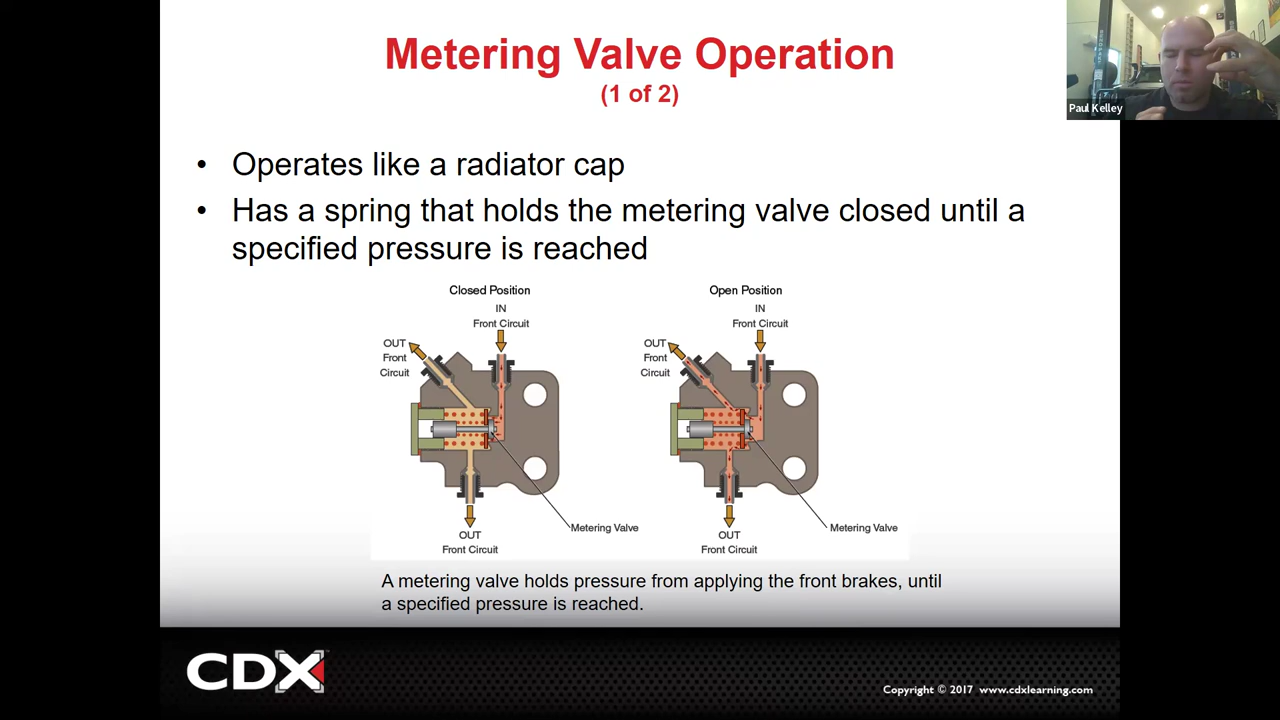 Metering Valve Operation
(1 of 2)
Paul Kelley
• Operates like a radiator cap
• Has a spring that holds the metering valve closed until a
specified pressure is reached
Closed Position
IN
Front Circuit
OUT
Front
Circuit
Metering Valve
OUT
Front Circuit
Open Position
IN
Front Circuit
OUT
Front
Circuit
Metering Valve
OUT
Front Circuit
A metering valve holds pressure from applying the front brakes, until
a specified pressure is reached.
CDX
Copyright © 2017 www.cdxlearning.com